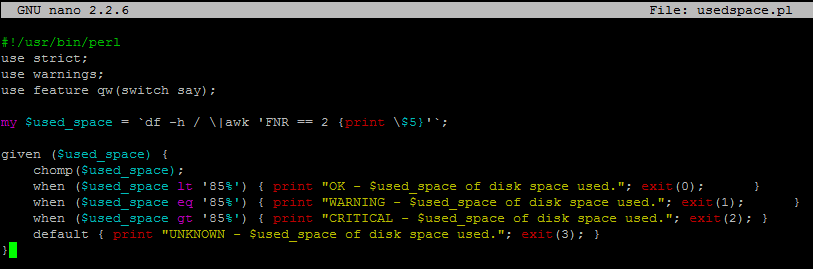 GNU nano 2.2.6 File: usedspace.pl
#!/usr/bin/perl
use strict;
use warnings;
use feature qw(switch say);
my $used_space = `df -h / \|awk 'FNR == 2 {print \$5}'`;
given ($used_space) {
chomp($used_space);
when ($used_space lt '85%') { print "OK - $used_space of disk space used."; exit(0); }
when ($used_space eq '85%') { print "WARNING - $used_space of disk space used."; exit(1); }
when ($used_space gt '85%') { print "CRITICAL - $used_space of disk space used."; exit(2); }
default { print "UNKNOWN - $used_space of disk space used."; exit(3); }
}